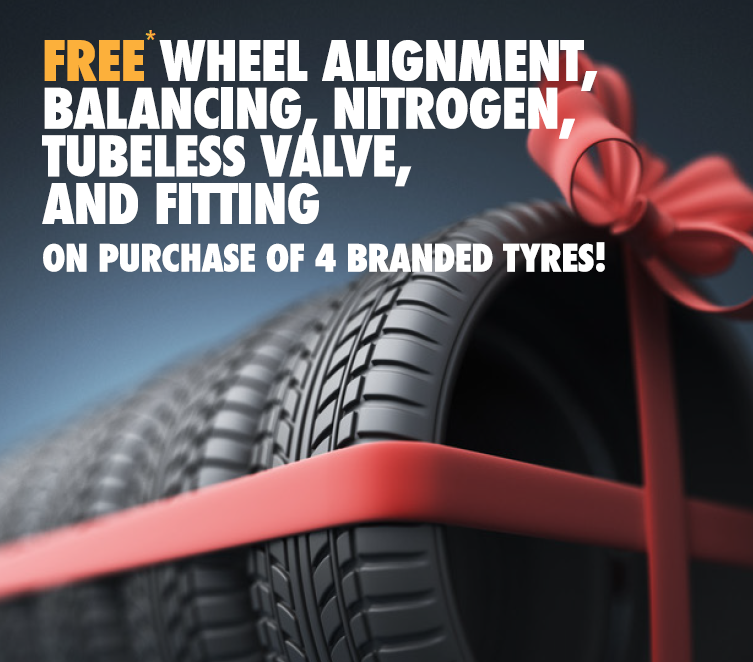 FREE* WHEEL ALIGNMENT,
BALANCING, NITROGEN,
TUBELESS VALVE,
AND FITTING
ON PURCHASE OF 4 BRANDED TYRES!